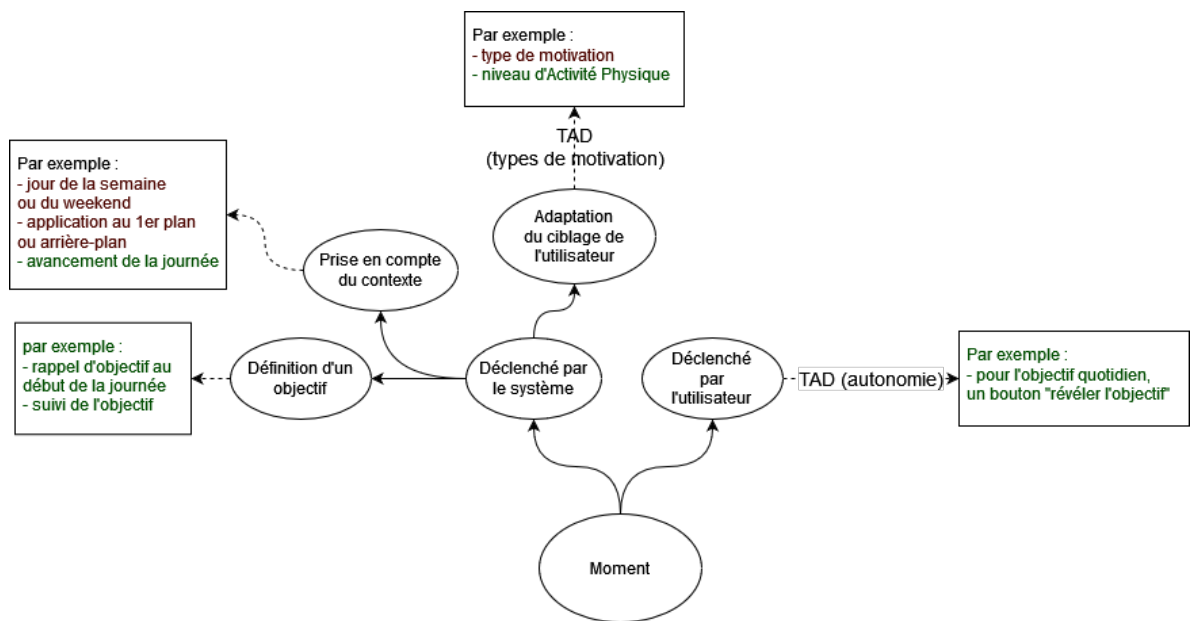 Par exemple :
- type de motivation
- niveau d'Activité Physique
TAD
(types de motivation)
Par exemple :
- jour de la semaine
ou du weekend
- application au 1er plan
ou arrière-plan
- avancement de la journée
Adaptation
du ciblage de
l'utilisateur
Prise en compte
du contexte
par exemple :
- rappel d'objectif au
début de la journée
- suivi de l'objectif
Définition d'un
objectif
Déclenché par
le système
Déclenché
par
l'utilisateur
TAD (autonomie)
Par exemple :
- pour l'objectif quotidien,
un bouton "révéler l'objectif"
Moment